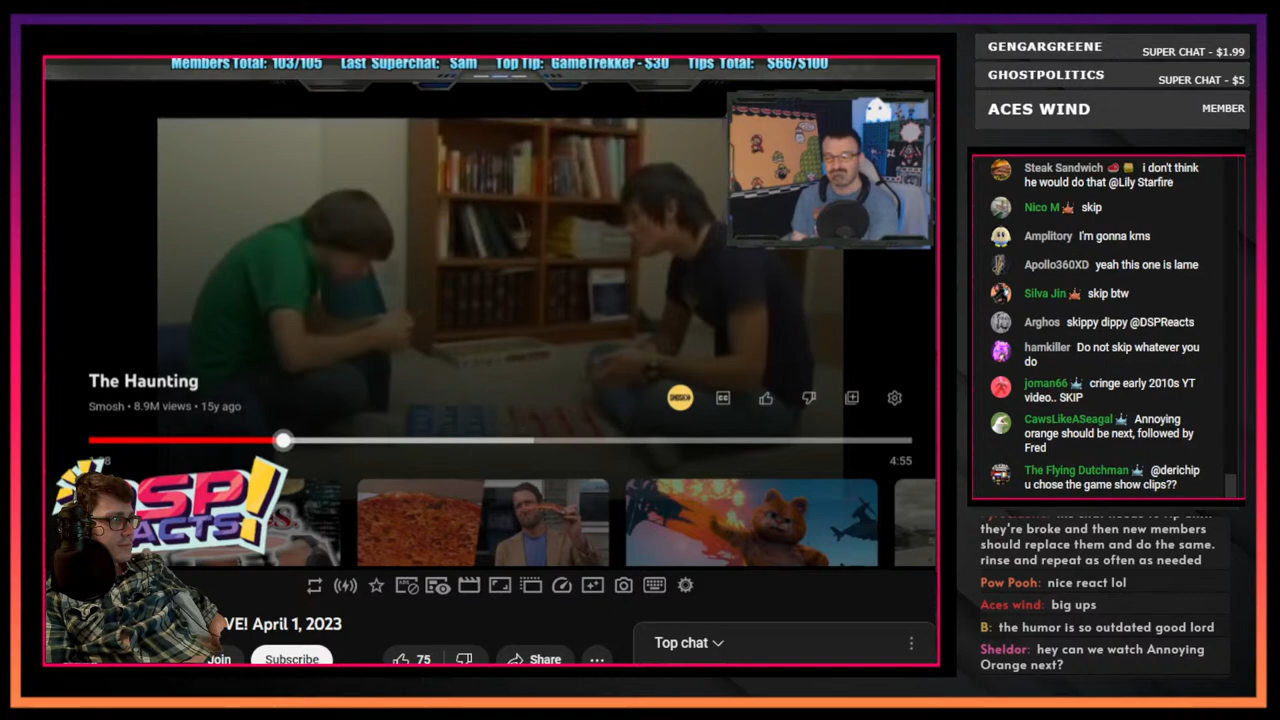 Members Total: 103/105 Last Superchat: Sam Top Tip: GameTrekker - $30 Tips Total: $66/$100
The Haunting
Smosh • 8.9M views • 15y ago
SMOSH
CC
4:55
DSP
REACTS!
VE! April 1, 2023
Join
Subscribe
75
Share
Top chat
GENGARGREENE
SUPER CHAT - $1.99
GHOSTPOLITICS
SUPER CHAT - $5
ACES WIND
MEMBER
Steak Sandwich i don't think
he would do that @Lily Starfire
Nico M skip
Amplitory I'm gonna kms
Apollo360XD yeah this one is lame
Silva Jin skip btw
Arghos skippy dippy @DSPReacts
hamkiller Do not skip whatever you
do
joman66 cringe early 2010s YT
video.. SKIP
CawsLikeASeagal Annoying
orange should be next, followed by
Fred
The Flying Dutchman @derichip
u chose the game show clips??
they're broke and then new members
should replace them and do the same.
rinse and repeat as often as needed
Pow Pooh: nice react lol
Aces wind: big ups
B: the humor is so outdated good lord
Sheldor: hey can we watch Annoying
Orange next?